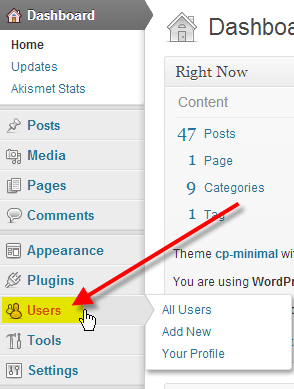 Dashboard
Home
Updates
Akismet Stats
Posts
Media
Pages
Comments
Appearance
Plugins
Users
Tools
Settings
All Users
Add New
Your Profile
Dashboa
Right Now
Content
47 Posts
1 Page
9 Categories
1 Tag
Theme cp-minimal wi
You are using WordP